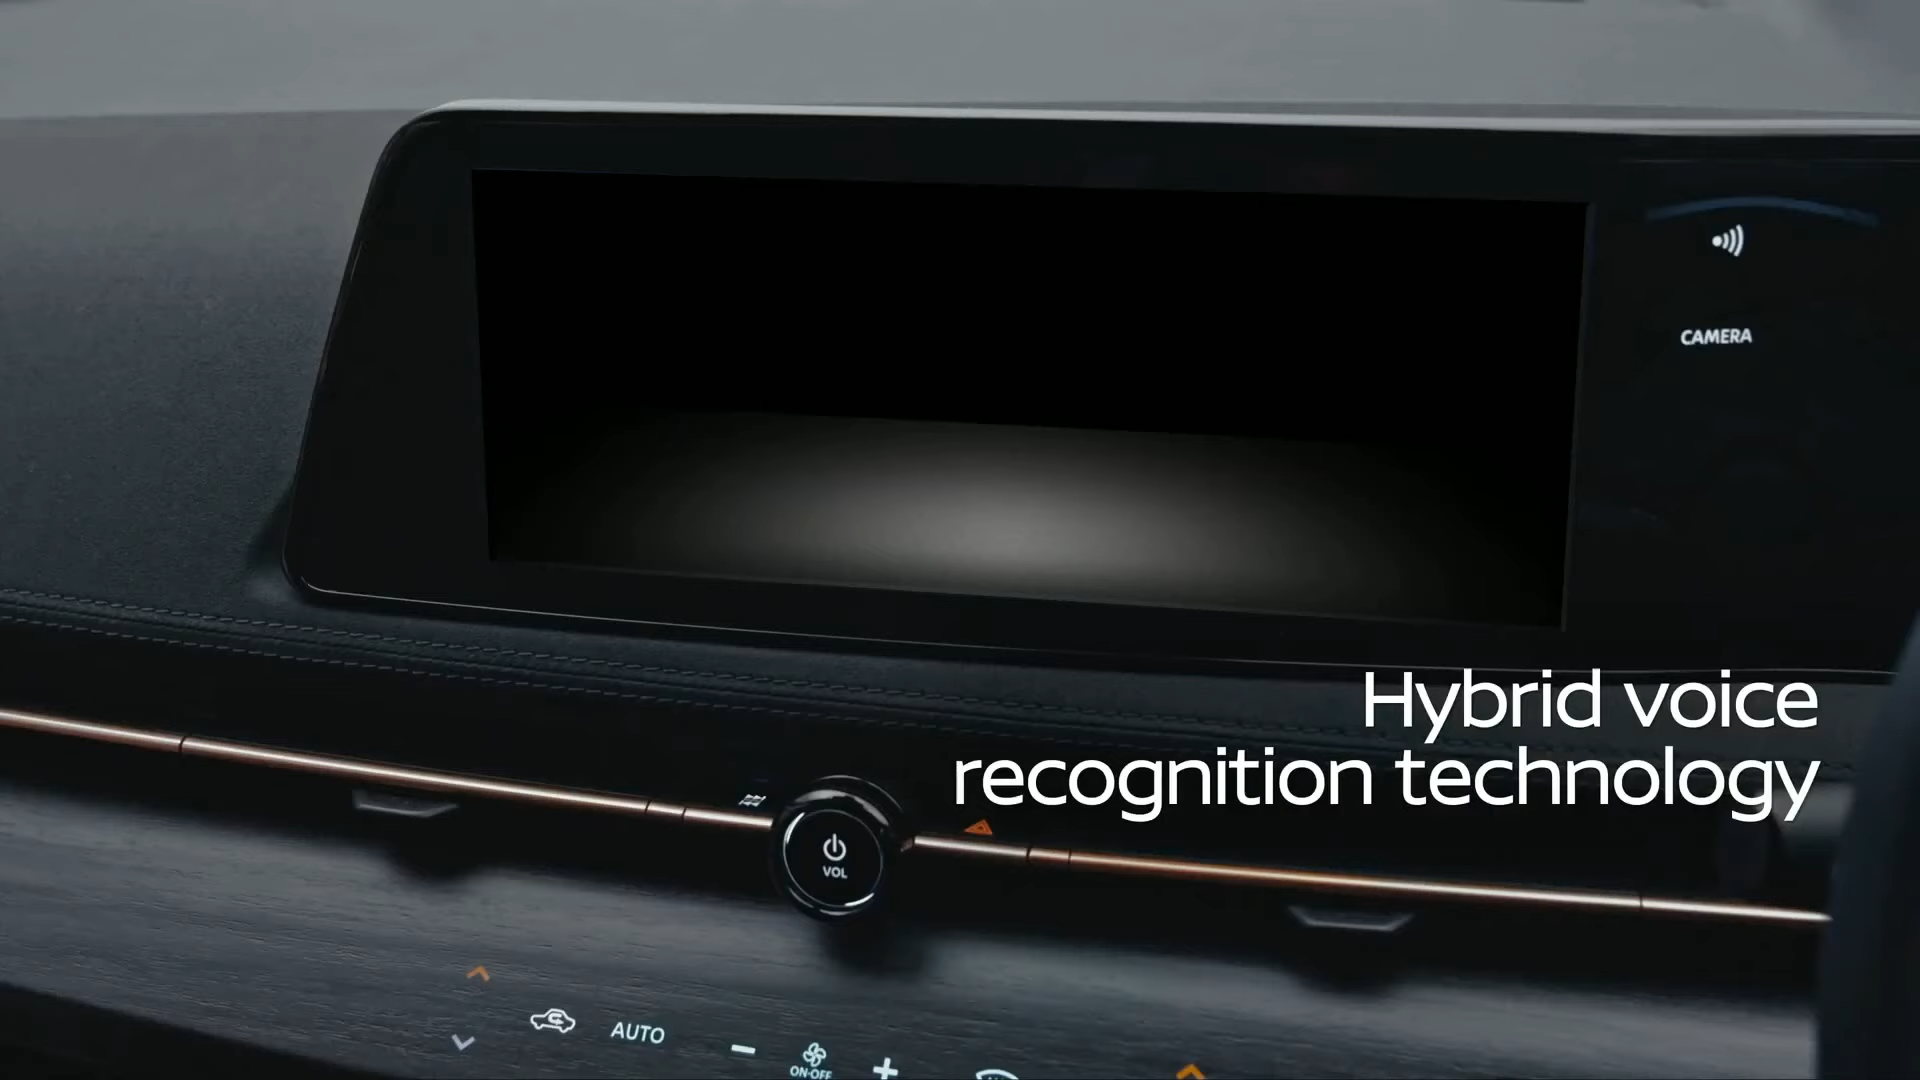 CAMERA
Hybrid voice
recognition technology
VOL
AUTO
ON·OFF